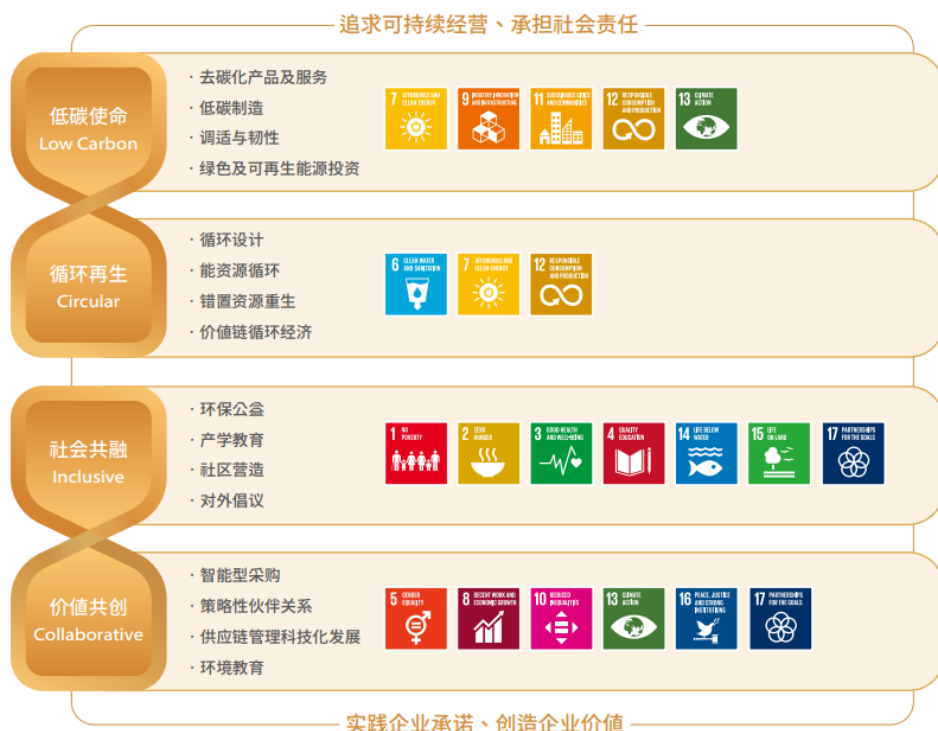 追求可持续经营、承担社会责任
低碳使命
Low Carbon
· 去碳化产品及服务
· 低碳制造
· 调适与韧性
· 绿色及可再生能源投资
7 AFFORDABLE AND CLEAN ENERGY
9 INDUSTRY, INNOVATION AND INFRASTRUCTURE
11 SUSTAINABLE CITIES AND COMMUNITIES
12 RESPONSIBLE CONSUMPTION AND PRODUCTION
13 CLIMATE ACTION
循环再生
Circular
· 循环设计
· 能资源循环
· 错置资源重生
· 价值链循环经济
6 CLEAN WATER AND SANITATION
7 AFFORDABLE AND CLEAN ENERGY
12 RESPONSIBLE CONSUMPTION AND PRODUCTION
社会共融
Inclusive
· 环保公益
· 产学教育
· 社区营造
· 对外倡议
1 NO POVERTY
2 ZERO HUNGER
3 GOOD HEALTH AND WELL-BEING
4 QUALITY EDUCATION
14 LIFE BELOW WATER
15 LIFE ON LAND
17 PARTNERSHIPS FOR THE GOALS
价值共创
Collaborative
· 智能型采购
· 策略性伙伴关系
· 供应链管理科技化发展
· 环境教育
5 GENDER EQUALITY
8 DECENT WORK AND ECONOMIC GROWTH
10 REDUCED INEQUALITIES
13 CLIMATE ACTION
16 PEACE, JUSTICE AND STRONG INSTITUTIONS
17 PARTNERSHIPS FOR THE GOALS
实践企业承诺、创造企业价值